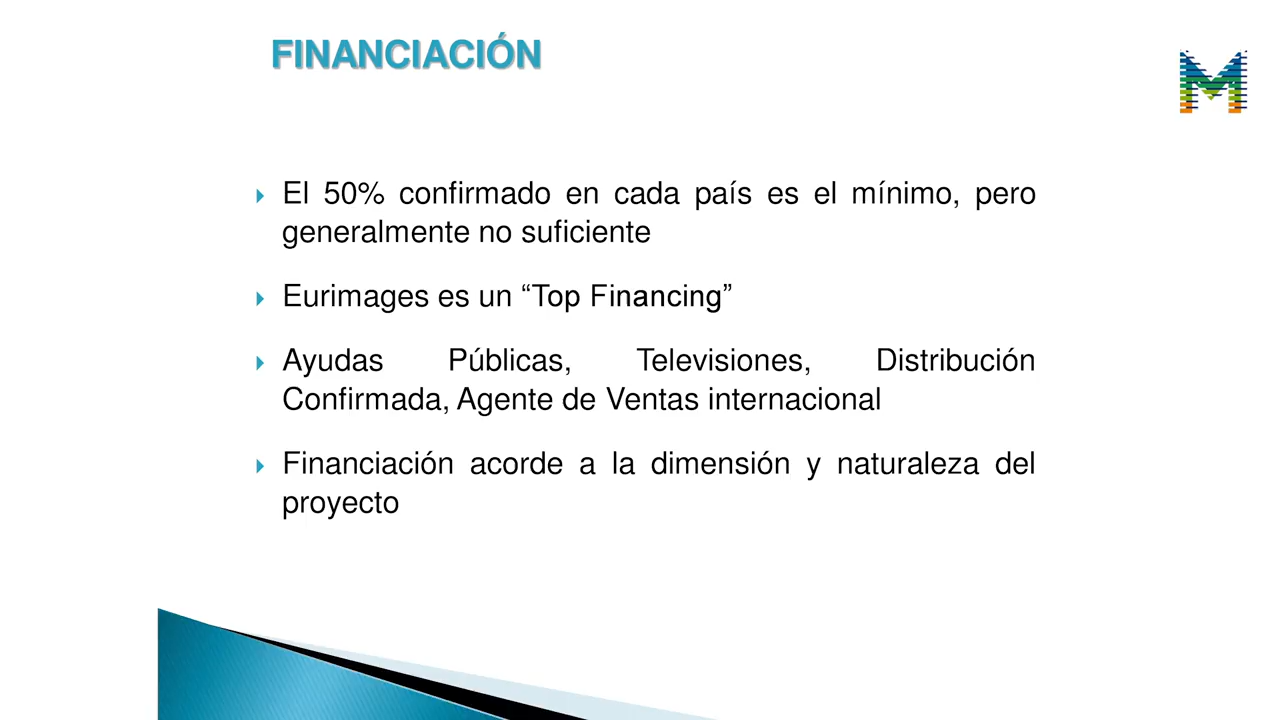 FINANCIACIÓN
El 50% confirmado en cada país es el mínimo, pero
generalmente no suficiente
Eurimages es un “Top Financing”
Ayudas Públicas, Televisiones, Distribución
Confirmada, Agente de Ventas internacional
Financiación acorde a la dimensión y naturaleza del
proyecto